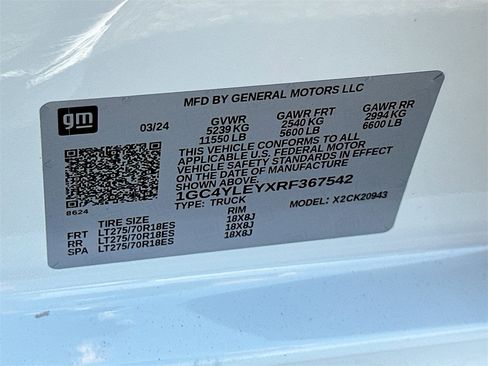 MFD BY GENERAL MOTORS LLC
gm
03/24 GVWR GAWR FRT GAWR RR
5239 KG 2540 KG 2994 KG
11550 LB 5600 LB 6600 LB
THIS VEHICLE CONFORMS TO ALL
APPLICABLE U.S. FEDERAL MOTOR
VEHICLE SAFETY STANDARDS IN EFFECT
ON THE DATE OF MANUFACTURE
SHOWN ABOVE.
1GC4YLEYXRF367542
8624
TYPE: TRUCK MODEL: X2CK20943
TIRE SIZE RIM
FRT LT275/70R18ES 18X8J
RR LT275/70R18ES 18X8J
SPA LT275/70R18ES 18X8J